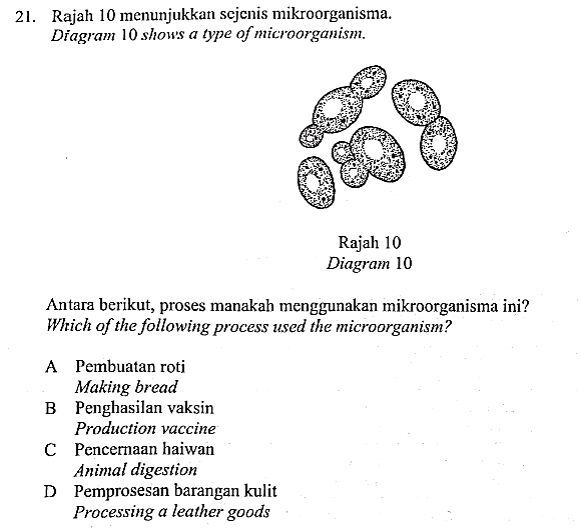 21. Rajah 10 menunjukkan sejenis mikroorganisma.
Diagram 10 shows a type of microorganism.
Rajah 10
Diagram 10
Antara berikut, proses manakah menggunakan mikroorganisma ini?
Which of the following process used the microorganism?
A Pembuatan roti
Making bread
B Penghasilan vaksin
Production vaccine
C Pencernaan haiwan
Animal digestion
D Pemprosesan barangan kulit
Processing a leather goods